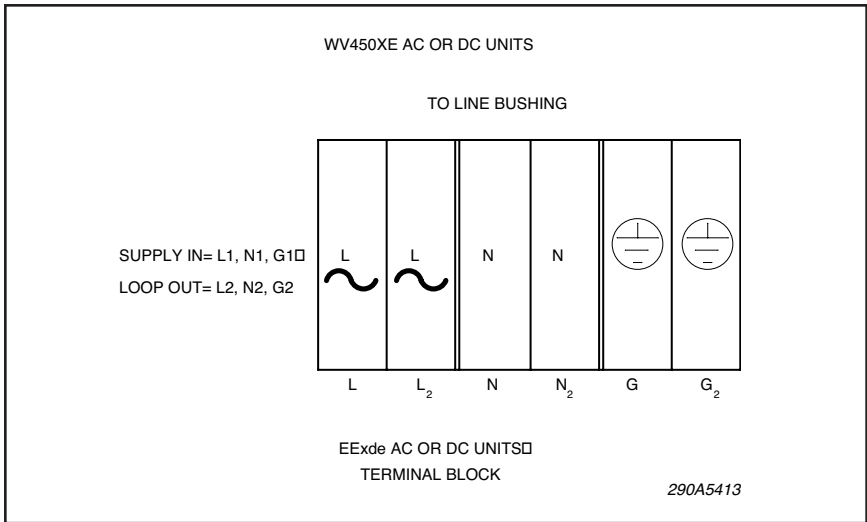 WV450XE AC OR DC UNITS
TO LINE BUSHING
SUPPLY IN= L1, N1, G1□
LOOP OUT= L2, N2, G2
L L N N
L L₂ N N₂ G G₂
EExde AC OR DC UNITS□
TERMINAL BLOCK
290A5413